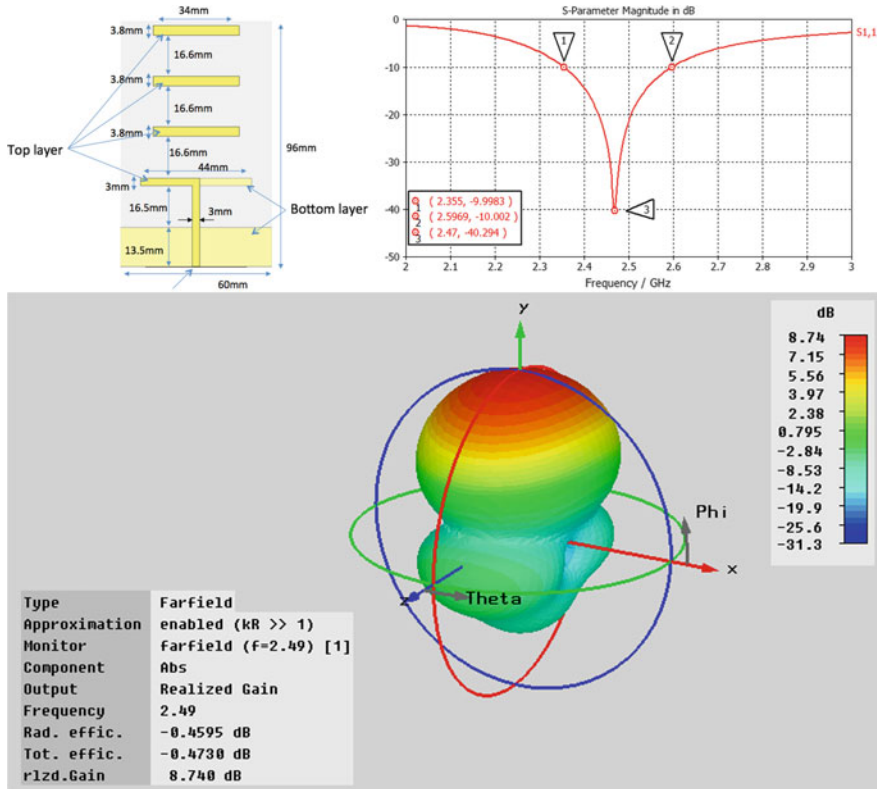 34mm
3.8mm
16.6mm
3.8mm
16.6mm
3.8mm
Top layer
16.6mm
96mm
44mm
3mm
Bottom layer
16.5mm
3mm
13.5mm
60mm
S-Parameter Magnitude in dB
S1,1
0
-10
-20
-30
-40
-50
1
2
3
1 ( 2.355, -9.9983 )
2 ( 2.5969, -10.002 )
3 ( 2.47, -40.294 )
2 2.1 2.2 2.3 2.4 2.5 2.6 2.7 2.8 2.9 3
Frequency / GHz
y
x
z
Phi
Theta
dB
8.74
7.15
5.56
3.97
2.38
0.795
-2.84
-8.53
-14.2
-19.9
-25.6
-31.3
Type Farfield
Approximation enabled (kR >> 1)
Monitor farfield (f=2.49) [1]
Component Abs
Output Realized Gain
Frequency 2.49
Rad. effic. -0.4595 dB
Tot. effic. -0.4730 dB
rlzd.Gain 8.740 dB